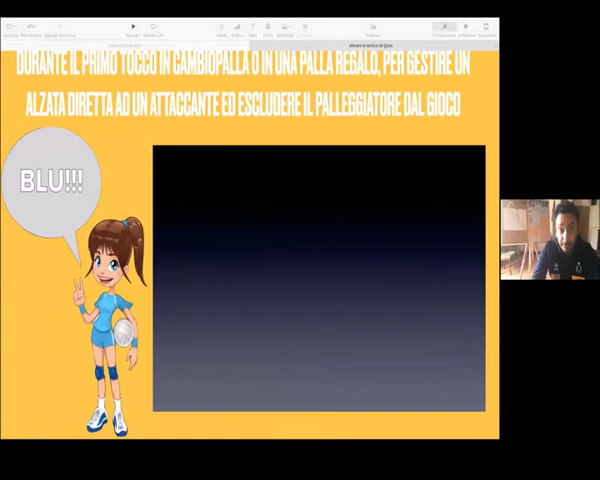 DURANTE IL PRIMO TOCCO IN CAMBIOPALLA O IN UNA PALLA REGALO, PER GESTIRE UN
ALZATA DIRETTA AD UN ATTACCANTE ED ESCLUDERE IL PALLEGGIATORE DAL GIOCO
BLU!!!